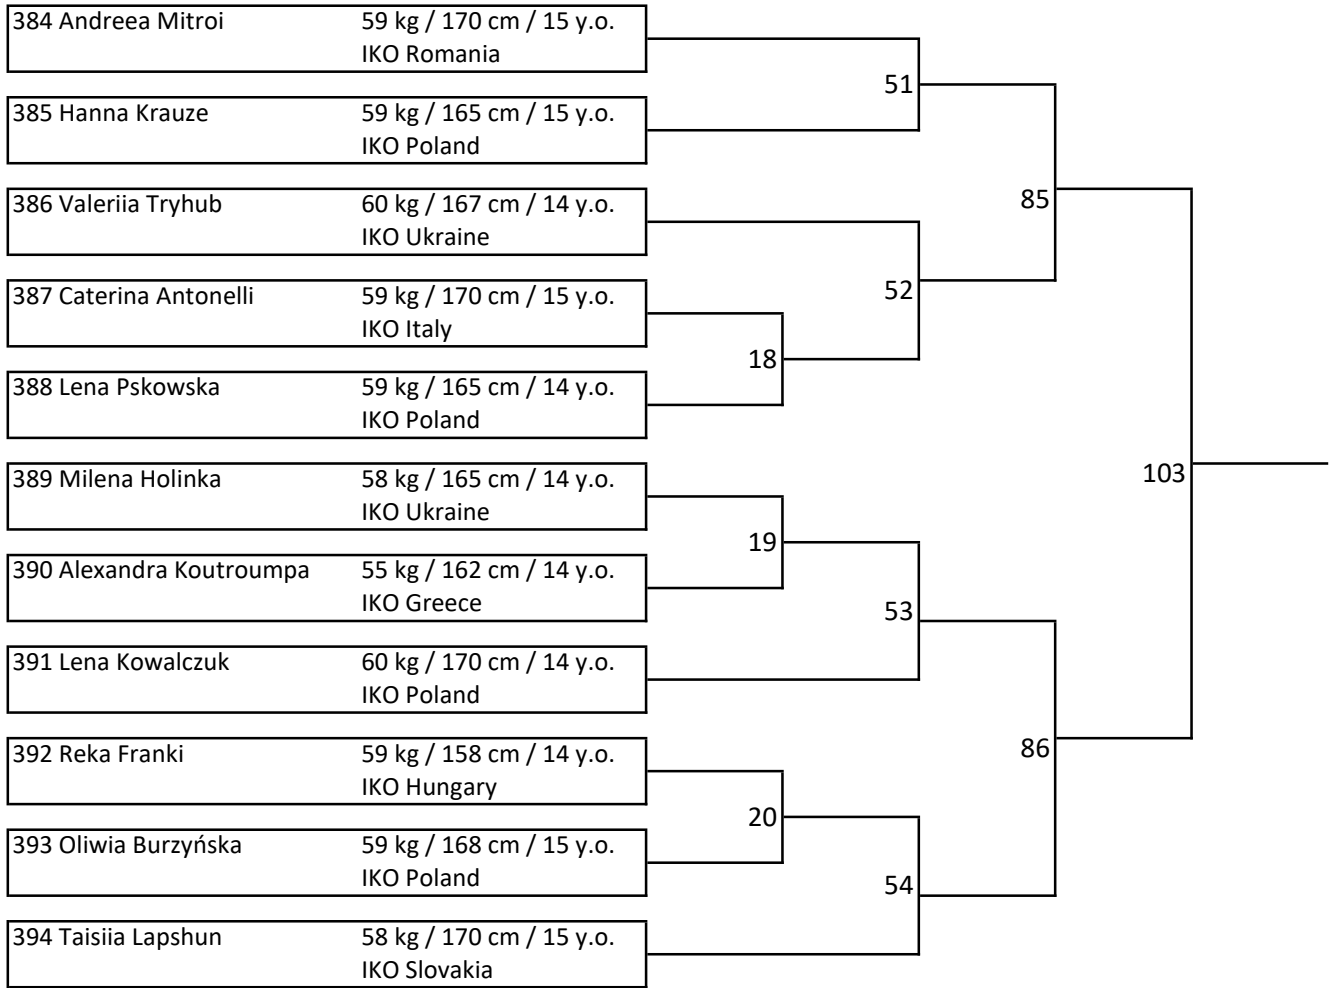 384 Andreea Mitroi 59 kg / 170 cm / 15 y.o.
IKO Romania
51
385 Hanna Krauze 59 kg / 165 cm / 15 y.o.
IKO Poland
386 Valeriia Tryhub 60 kg / 167 cm / 14 y.o.
85
IKO Ukraine
387 Caterina Antonelli 59 kg / 170 cm / 15 y.o.
52
IKO Italy
18
388 Lena Pskowska 59 kg / 165 cm / 14 y.o.
IKO Poland
389 Milena Holinka 58 kg / 165 cm / 14 y.o.
103
IKO Ukraine
19
390 Alexandra Koutroumpa 55 kg / 162 cm / 14 y.o.
IKO Greece
53
391 Lena Kowalczuk 60 kg / 170 cm / 14 y.o.
IKO Poland
392 Reka Franki 59 kg / 158 cm / 14 y.o.
86
IKO Hungary
20
393 Oliwia Burzyńska 59 kg / 168 cm / 15 y.o.
IKO Poland
54
394 Taisiia Lapshun 58 kg / 170 cm / 15 y.o.
IKO Slovakia